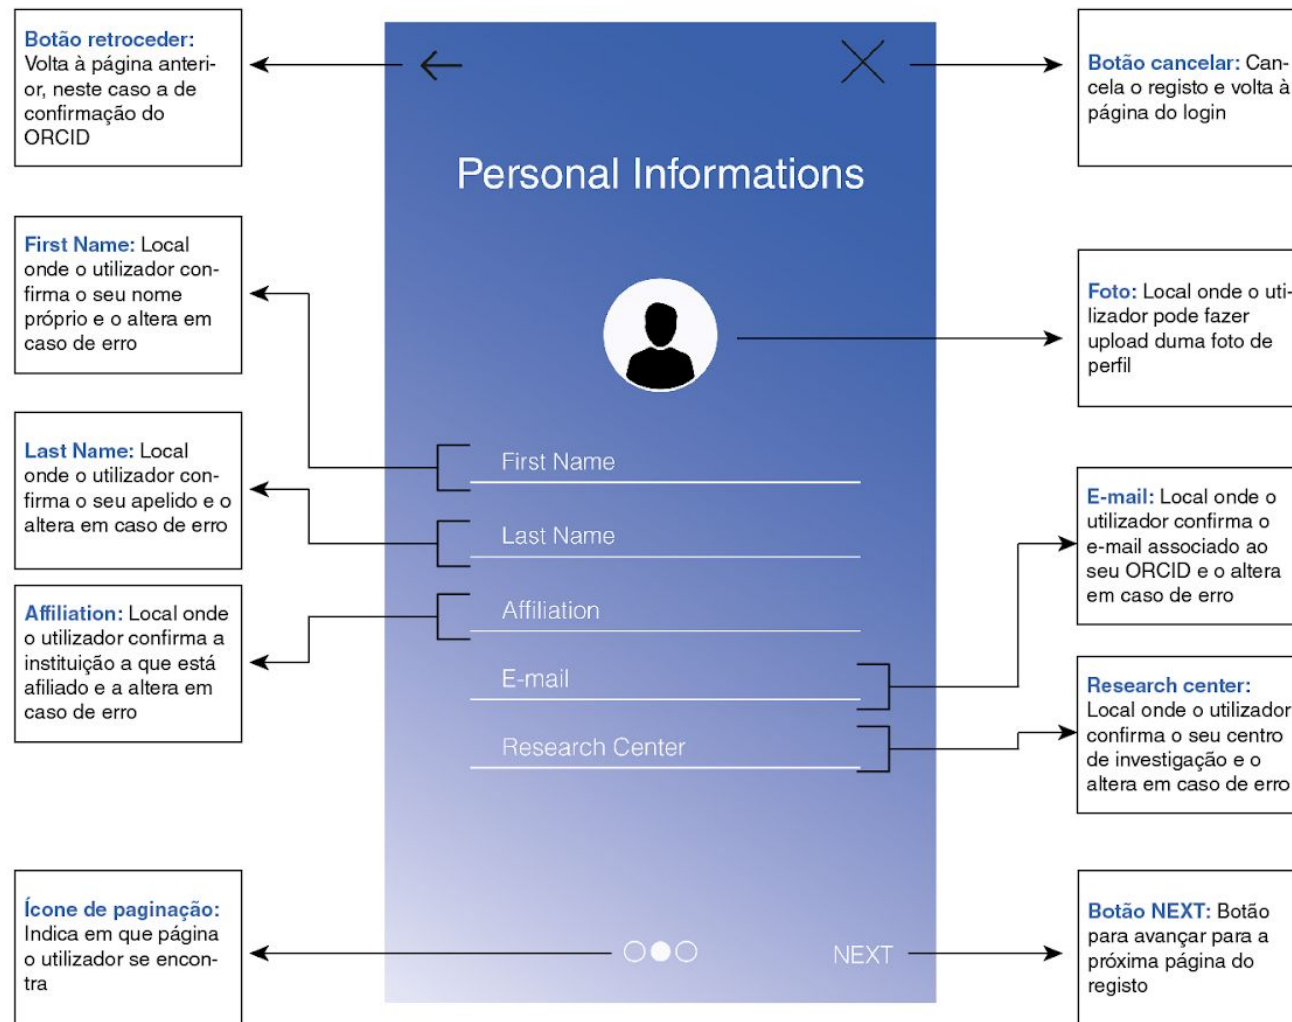 Botão retroceder:
Volta à página anteri-
or, neste caso a de
confirmação do
ORCID
First Name: Local
onde o utilizador con-
firma o seu nome
próprio e o altera em
caso de erro
Last Name: Local
onde o utilizador con-
firma o seu apelido e o
altera em caso de erro
Affiliation: Local onde
o utilizador confirma a
instituição a que está
afiliado e a altera em
caso de erro
Ícone de paginação:
Indica em que página
o utilizador se encon-
tra
Personal Informations
First Name
Last Name
Affiliation
E-mail
Research Center
NEXT
Botão cancelar: Can-
cela o registo e volta à
página do login
Foto: Local onde o uti-
lizador pode fazer
upload duma foto de
perfil
E-mail: Local onde o
utilizador confirma o
e-mail associado ao
seu ORCID e o altera
em caso de erro
Research center:
Local onde o utilizador
confirma o seu centro
de investigação e o
altera em caso de erro
Botão NEXT: Botão
para avançar para a
próxima página do
registo